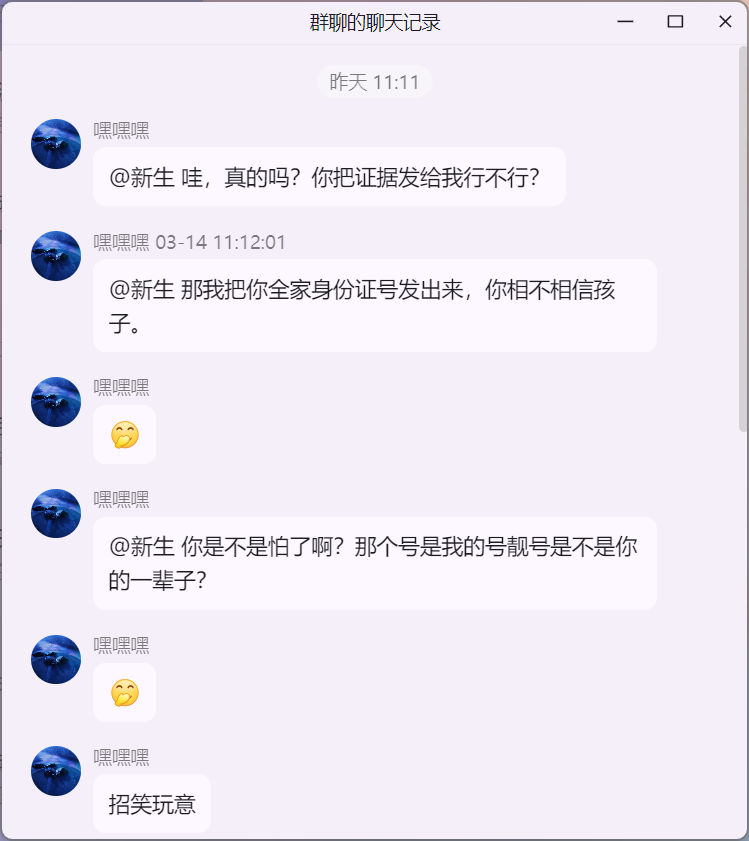 群聊的聊天记录
昨天 11:11
嘿嘿嘿
@新生 哇，真的吗？你把证据发给我行不行？
嘿嘿嘿 03-14 11:12:01
@新生 那我把你全家身份证号发出来，你相不相信孩
子。
嘿嘿嘿
嘿嘿嘿
@新生 你是不是怕了啊？那个号是我的号靓号是不是你
的一辈子？
嘿嘿嘿
嘿嘿嘿
招笑玩意